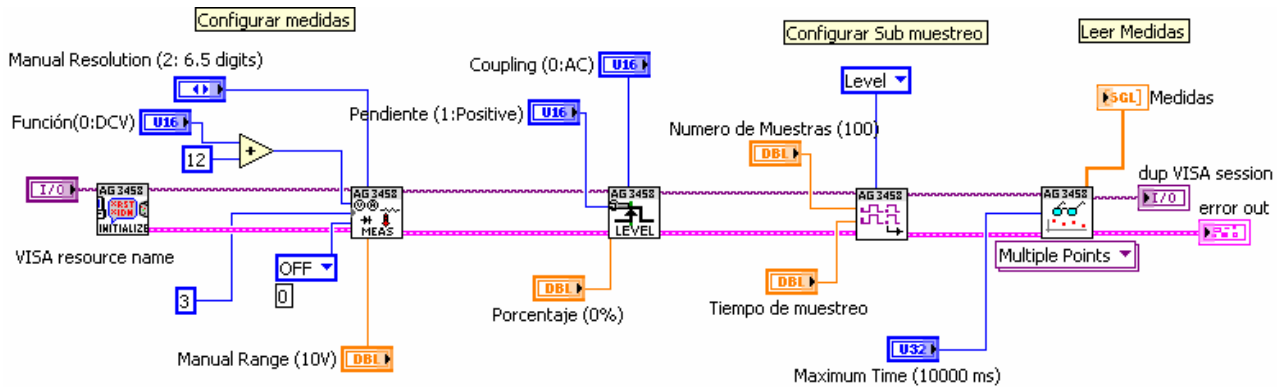 Configurar medidas
Configurar Sub muestreo
Leer Medidas
Manual Resolution (2: 6.5 digits)
Coupling (0:AC)
U16
Level
SGL
Medidas
Función(0:DCV)
U16
Pendiente (1:Positive)
U16
Numero de Muestras (100)
12
DBL
I/O
AG 3458
INITIALIZE
AG 3458
MEAS
AG 3458
LEVEL
AG 3458
AG 3458
dup VISA session
I/O
error out
VISA resource name
OFF
0
3
Multiple Points
DBL
Porcentaje (0%)
DBL
Tiempo de muestreo
Manual Range (10V)
DBL
U32
Maximum Time (10000 ms)